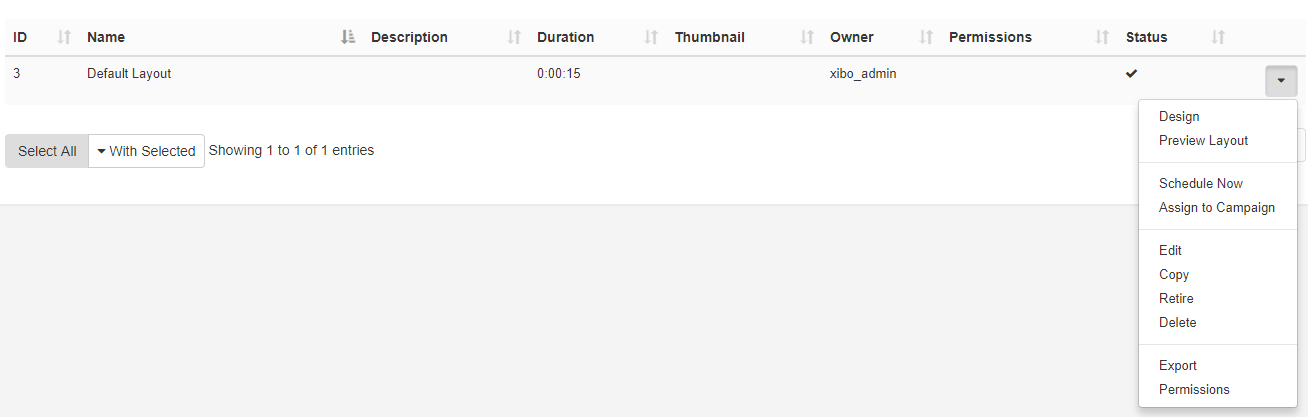 ID Name Description Duration Thumbnail Owner Permissions Status
3 Default Layout 0:00:15 xibo_admin
Design
Preview Layout
Select All With Selected Showing 1 to 1 of 1 entries
Schedule Now
Assign to Campaign
Edit
Copy
Retire
Delete
Export
Permissions